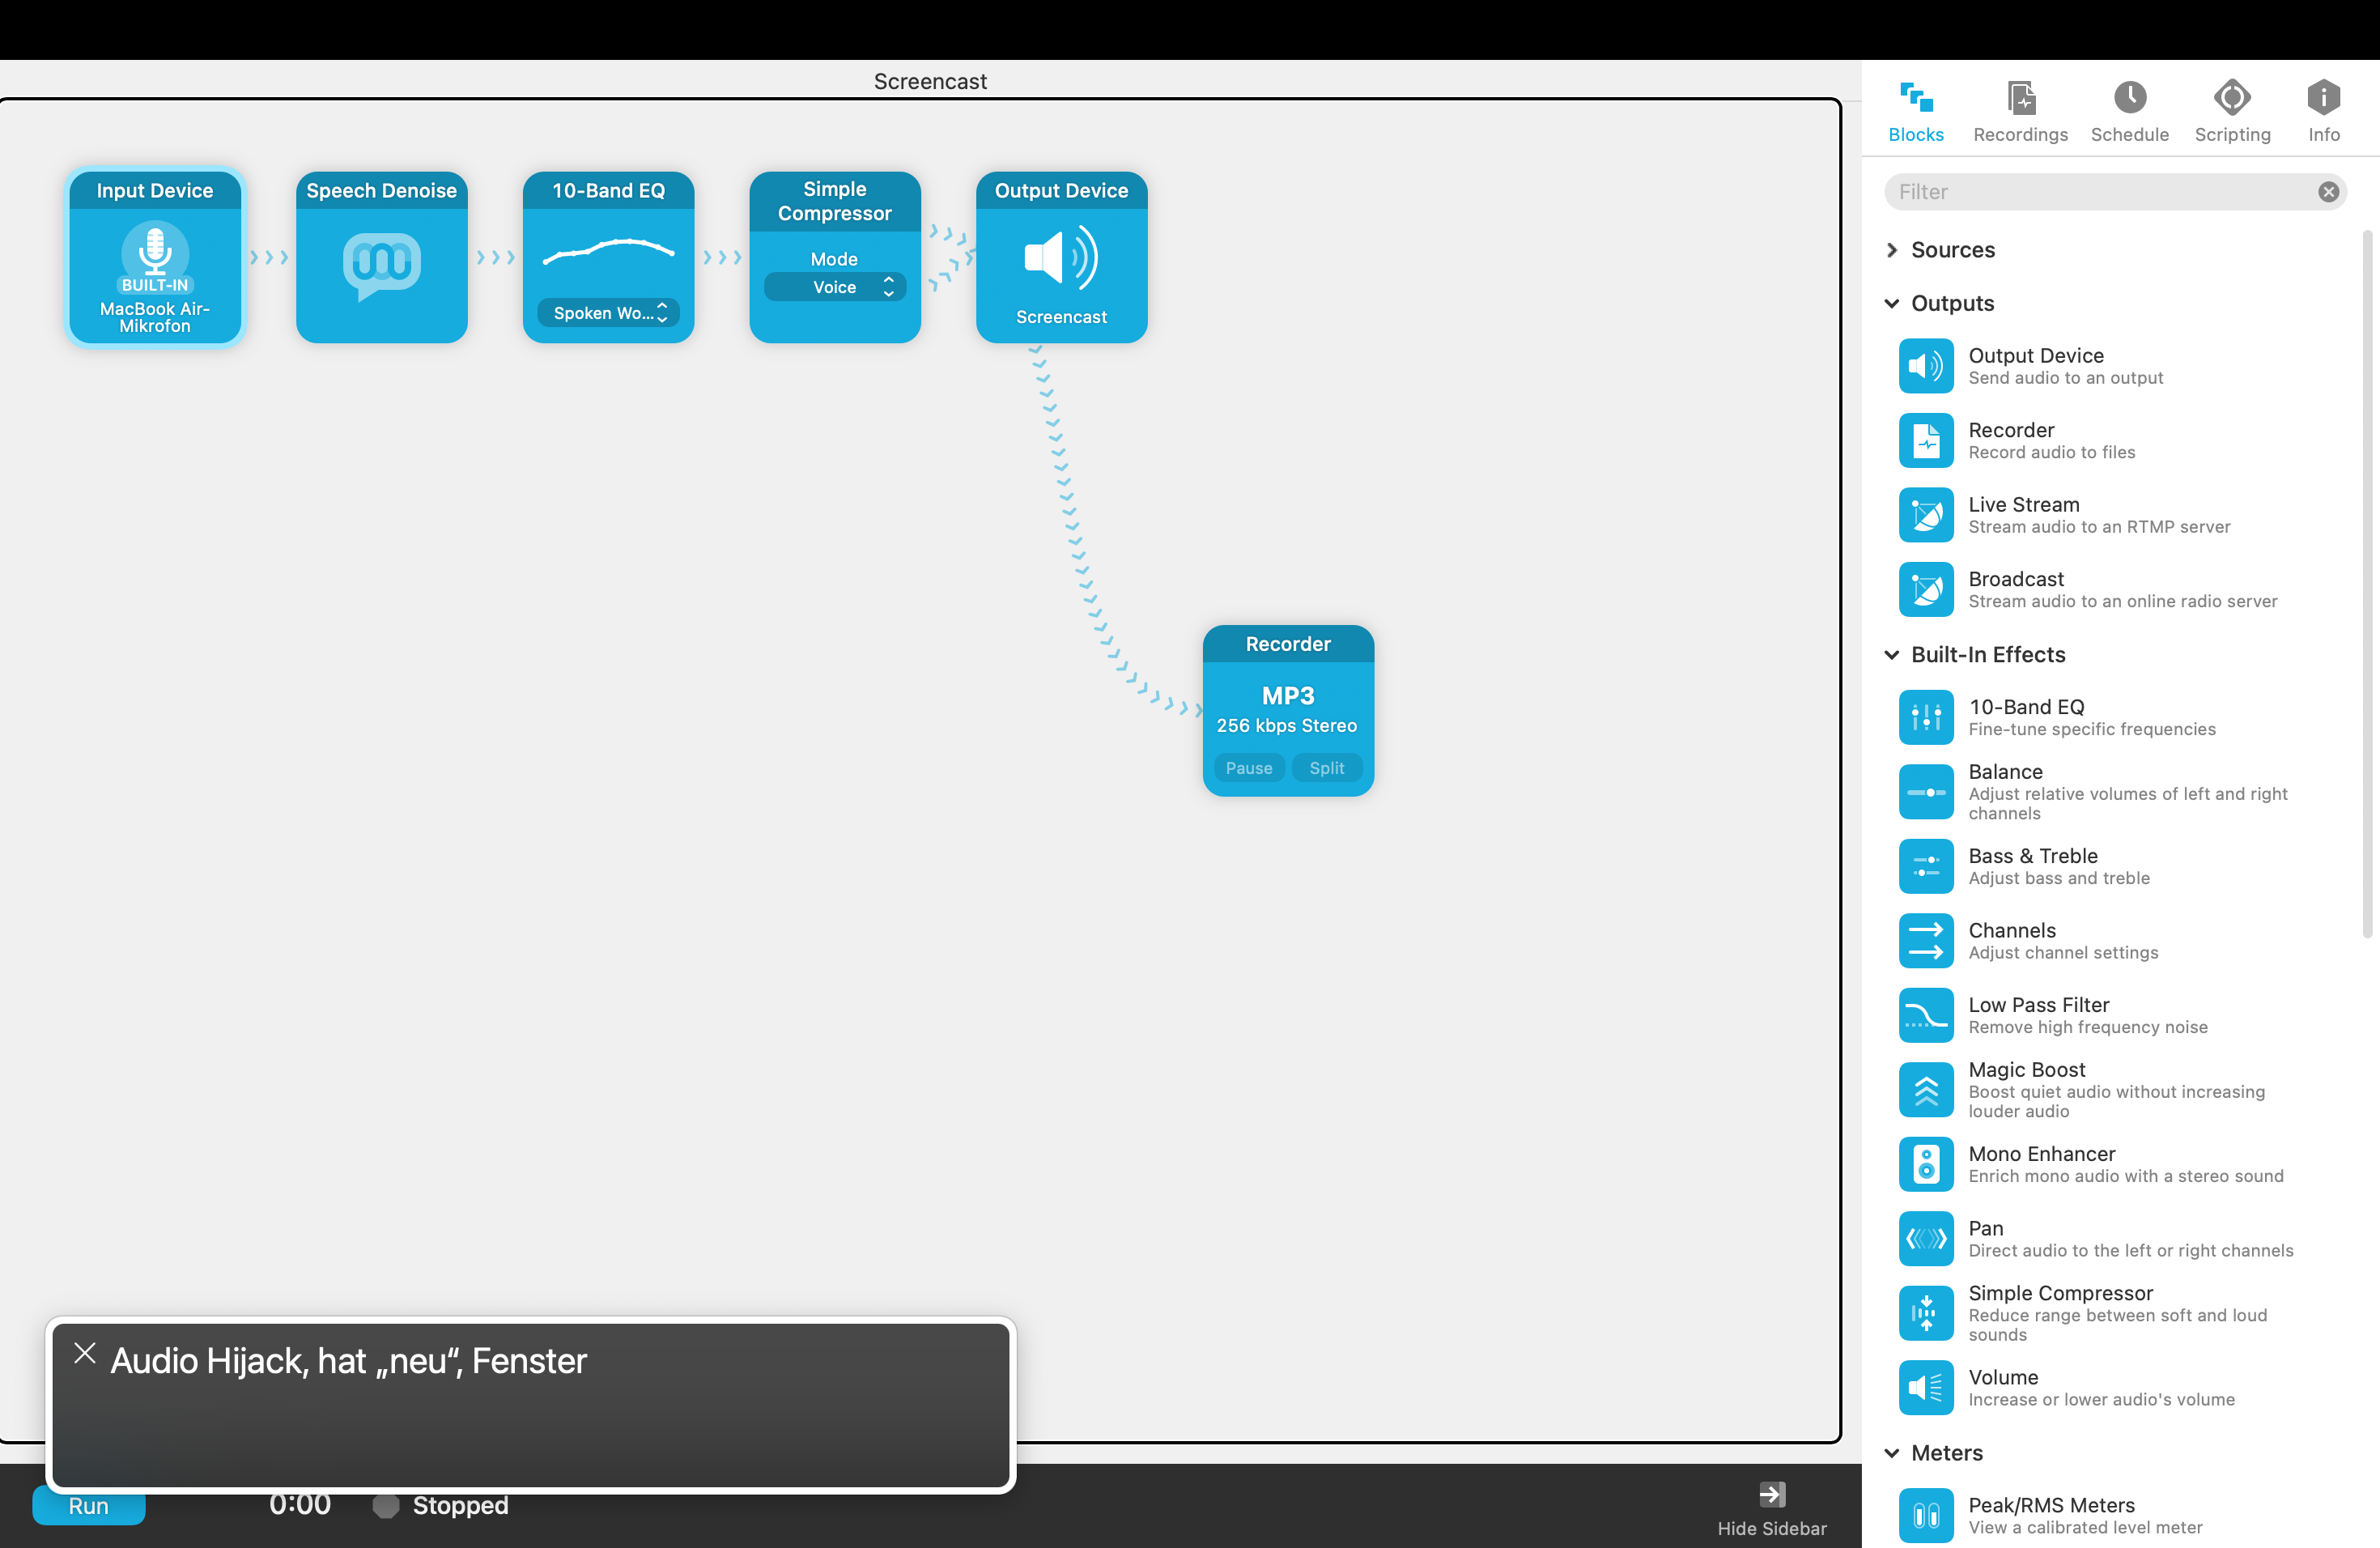 Screencast
Input Device
BUILT-IN
MacBook Air-
Mikrofon
Speech Denoise
10-Band EQ
Spoken Wo...
Simple
Compressor
Mode
Voice
Output Device
Screencast
Recorder
MP3
256 kbps Stereo
Pause Split
Audio Hijack, hat „neu“, Fenster
Run 0:00 Stopped
Hide Sidebar
Blocks Recordings Schedule Scripting Info
Filter
Sources
Outputs
Output Device
Send audio to an output
Recorder
Record audio to files
Live Stream
Stream audio to an RTMP server
Broadcast
Stream audio to an online radio server
Built-In Effects
10-Band EQ
Fine-tune specific frequencies
Balance
Adjust relative volumes of left and right
channels
Bass & Treble
Adjust bass and treble
Channels
Adjust channel settings
Low Pass Filter
Remove high frequency noise
Magic Boost
Boost quiet audio without increasing
louder audio
Mono Enhancer
Enrich mono audio with a stereo sound
Pan
Direct audio to the left or right channels
Simple Compressor
Reduce range between soft and loud
sounds
Volume
Increase or lower audio's volume
Meters
Peak/RMS Meters
View a calibrated level meter